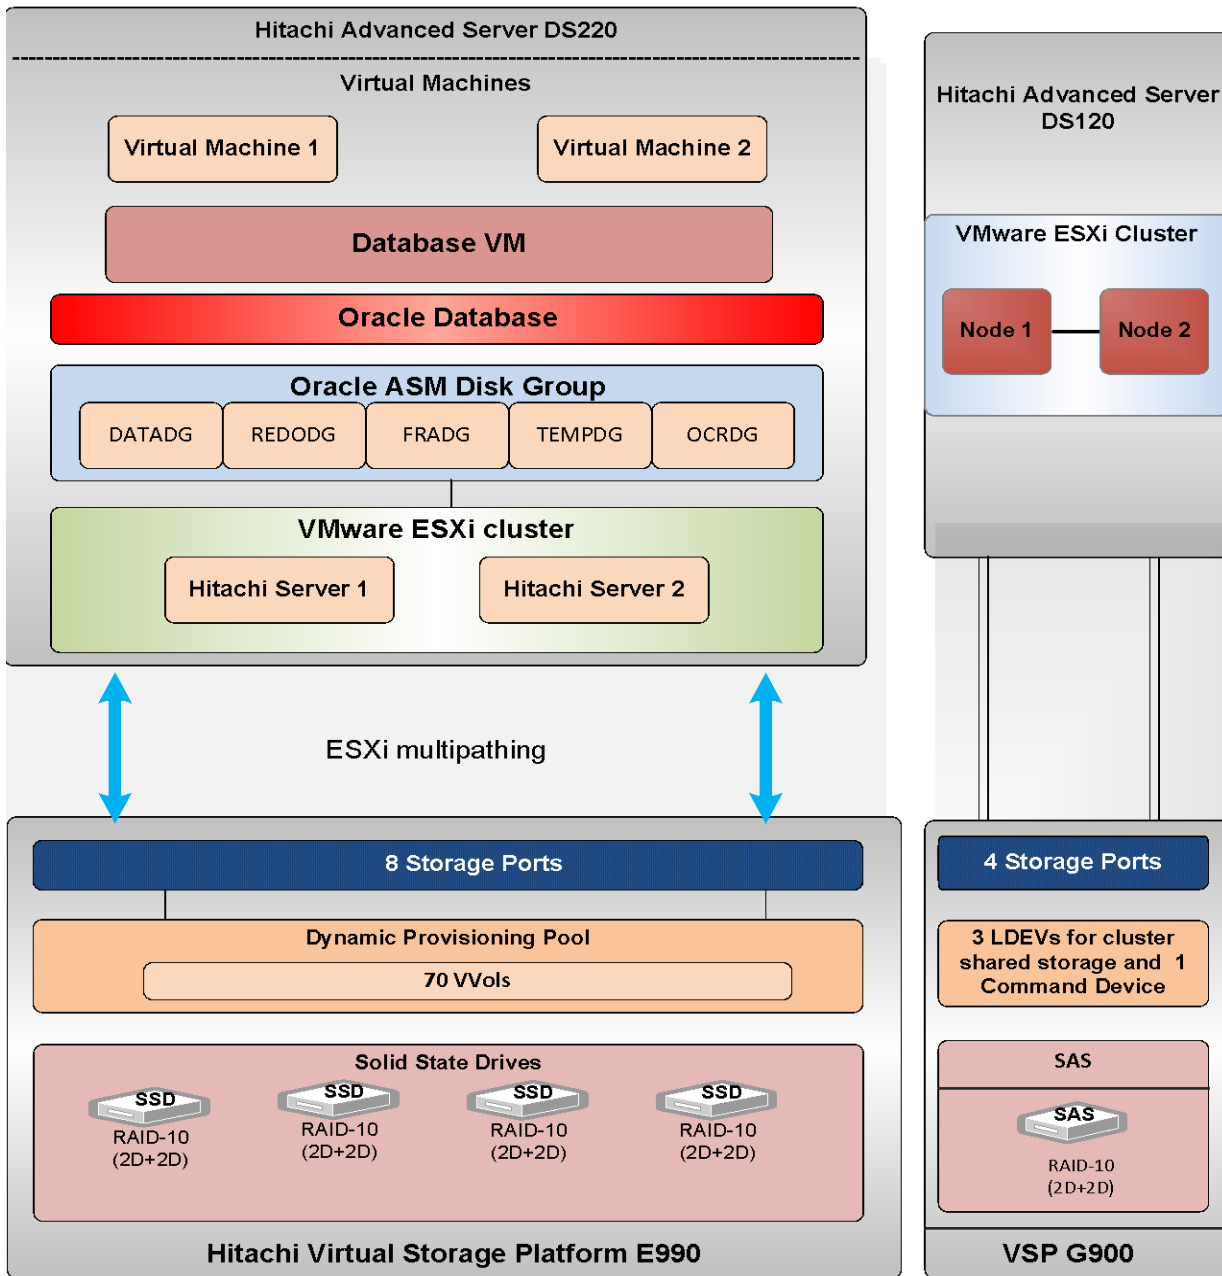 Hitachi Advanced Server DS220
Virtual Machines
Virtual Machine 1
Virtual Machine 2
Database VM
Oracle Database
Oracle ASM Disk Group
DATADG
REDODG
FRADG
TEMPDG
OCRDG
VMware ESXi cluster
Hitachi Server 1
Hitachi Server 2
ESXi multipathing
8 Storage Ports
Dynamic Provisioning Pool
70 VVols
Solid State Drives
SSD
RAID-10
(2D+2D)
SSD
RAID-10
(2D+2D)
SSD
RAID-10
(2D+2D)
SSD
RAID-10
(2D+2D)
Hitachi Virtual Storage Platform E990
Hitachi Advanced Server
DS120
VMware ESXi Cluster
Node 1
Node 2
4 Storage Ports
3 LDEVs for cluster
shared storage and 1
Command Device
SAS
SAS
RAID-10
(2D+2D)
VSP G900